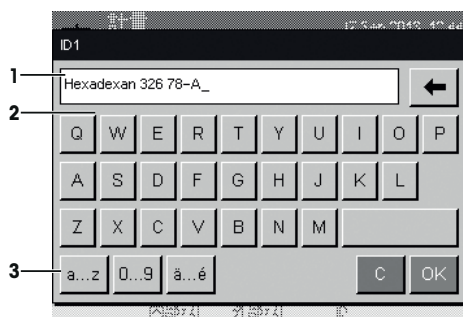 ID1
1
Hexadexan 326 78-A_
2
Q W E R T Y U I O P
A S D F G H J K L
Z X C V B N M
3
a...z 0...9 ä...é C OK